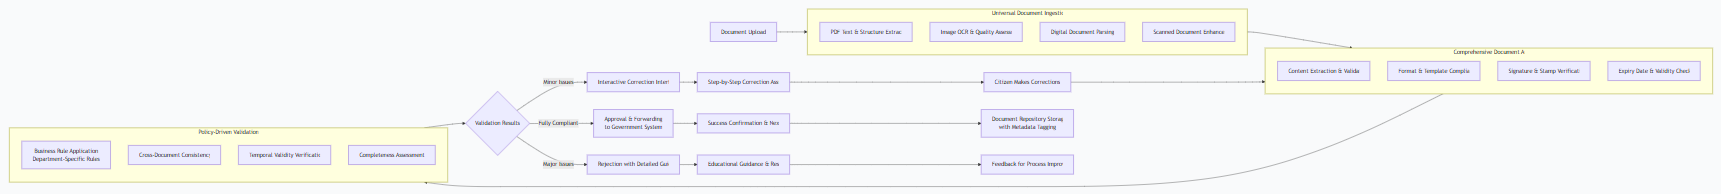 Universal Document Ingestic
Document Upload
PDF Text & Structure Extrac
Image OCR & Quality Assess
Digital Document Parsing
Scanned Document Enhance
Comprehensive Document A
Content Extraction & Valida
Format & Template Complia
Signature & Stamp Verificati
Expiry Date & Validity Checl
Minor Issues
Interactive Correction Interf
Step-by-Step Correction Ass
Citizen Makes Corrections
Validation Results
Fully Compliant
Approval & Forwarding
to Government System
Success Confirmation & Nex
Document Repository Storag
with Metadata Tagging
Policy-Driven Validation
Business Rule Application
Department-Specific Rules
Cross-Document Consistency
Temporal Validity Verificatic
Completeness Assessment
Major Issues
Rejection with Detailed Gui
Educational Guidance & Res
Feedback for Process Impro